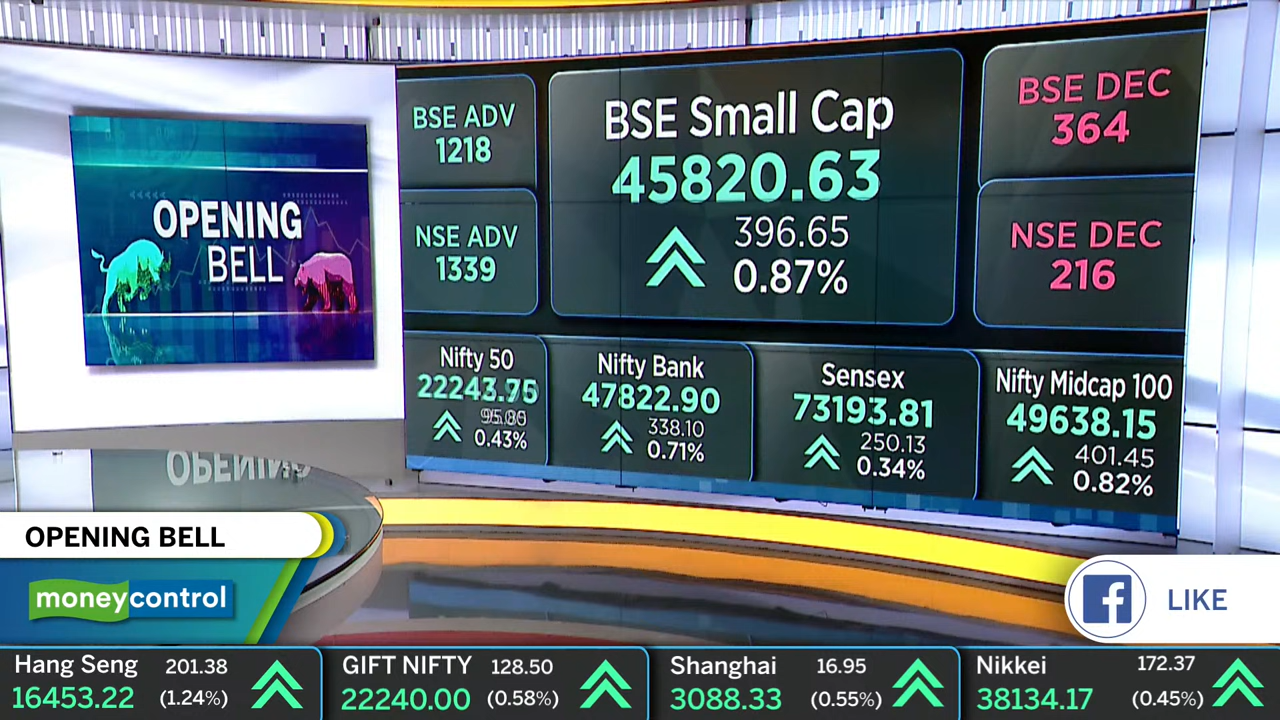 OPENING
BELL
BSE ADV
1218
NSE ADV
1339
BSE Small Cap
45820.63
396.65
0.87%
BSE DEC
364
NSE DEC
216
Nifty 50
22243.75
0.43%
Nifty Bank
47822.90
338.10
0.71%
Sensex
73193.81
250.13
0.34%
Nifty Midcap 100
49638.15
401.45
0.82%
OPENING BELL
moneycontrol
LIKE
Hang Seng 201.38
16453.22 (1.24%)
GIFT NIFTY 128.50
22240.00 (0.58%)
Shanghai 16.95
3088.33 (0.55%)
Nikkei 172.37
38134.17 (0.45%)